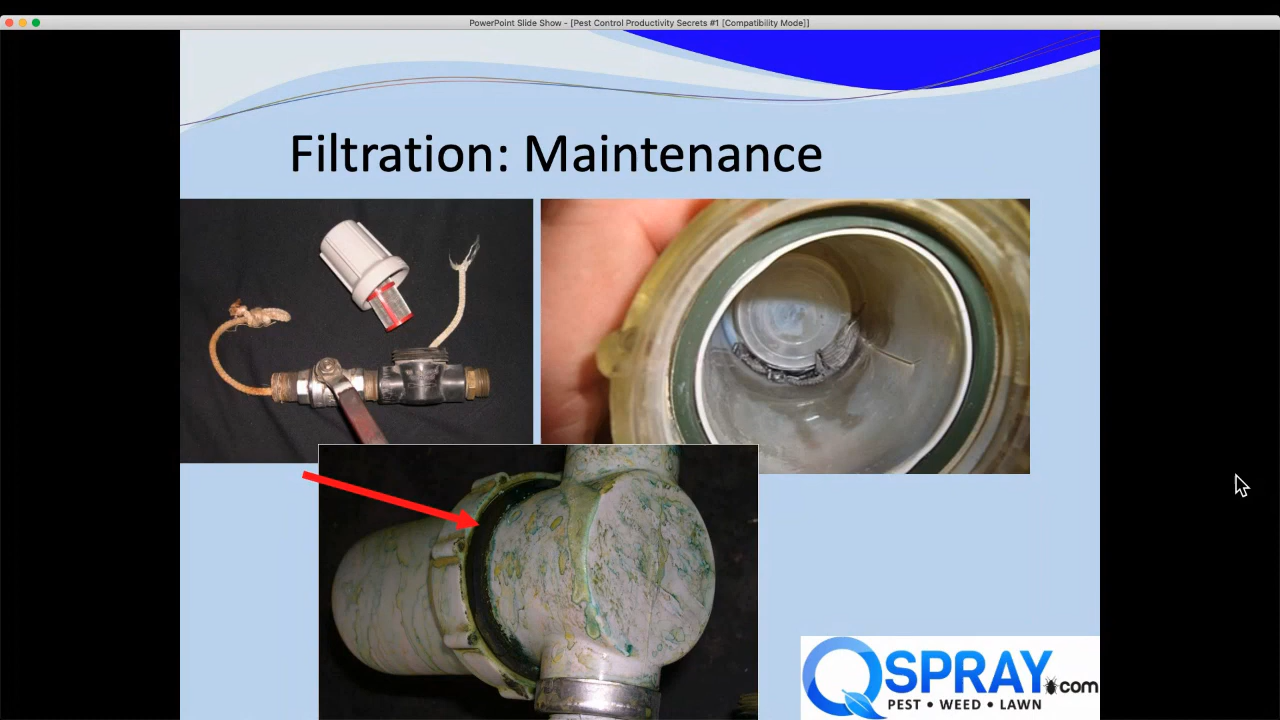 PowerPoint Slide Show - [Pest Control Productivity Secrets #1 [Compatibility Mode]]
Filtration: Maintenance
QSPRAY.com
PEST • WEED • LAWN